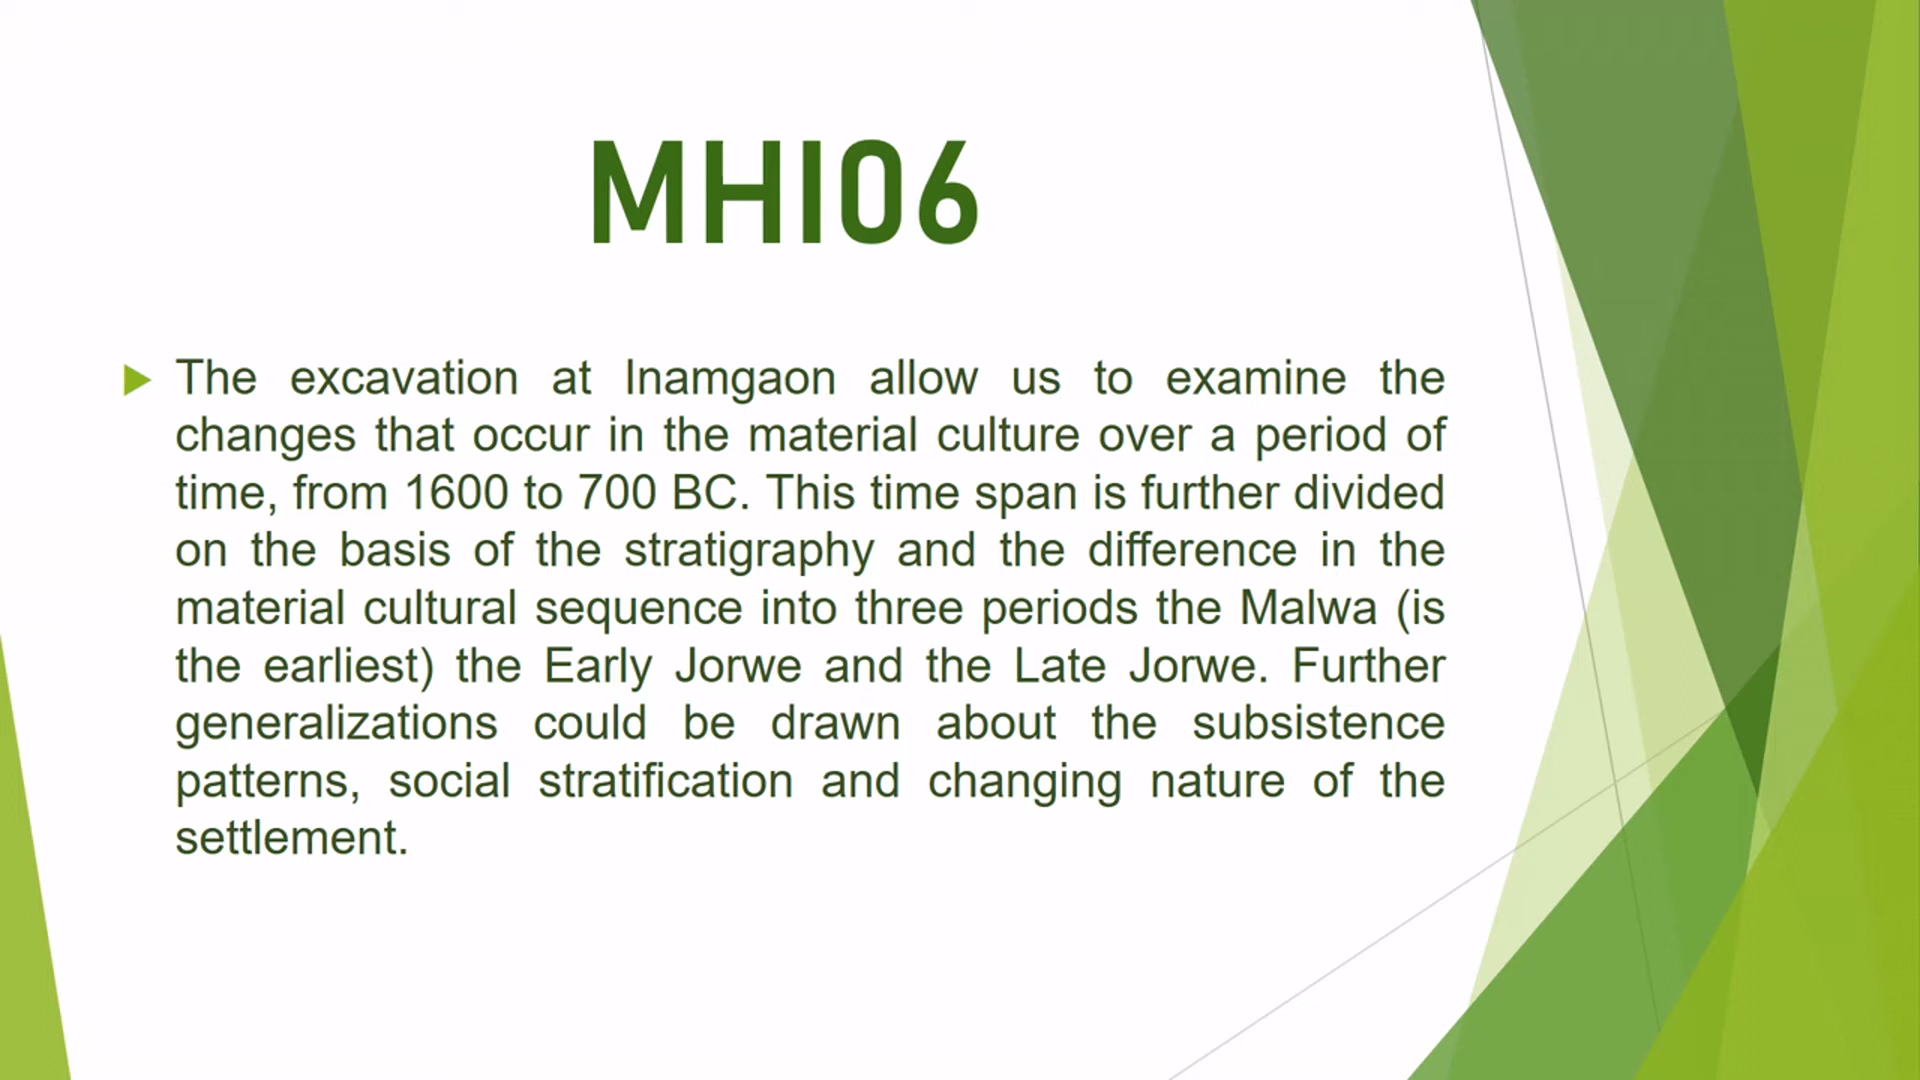 MHI06
The excavation at Inamgaon allow us to examine the
changes that occur in the material culture over a period of
time, from 1600 to 700 BC. This time span is further divided
on the basis of the stratigraphy and the difference in the
material cultural sequence into three periods the Malwa (is
the earliest) the Early Jorwe and the Late Jorwe. Further
generalizations could be drawn about the subsistence
patterns, social stratification and changing nature of the
settlement.